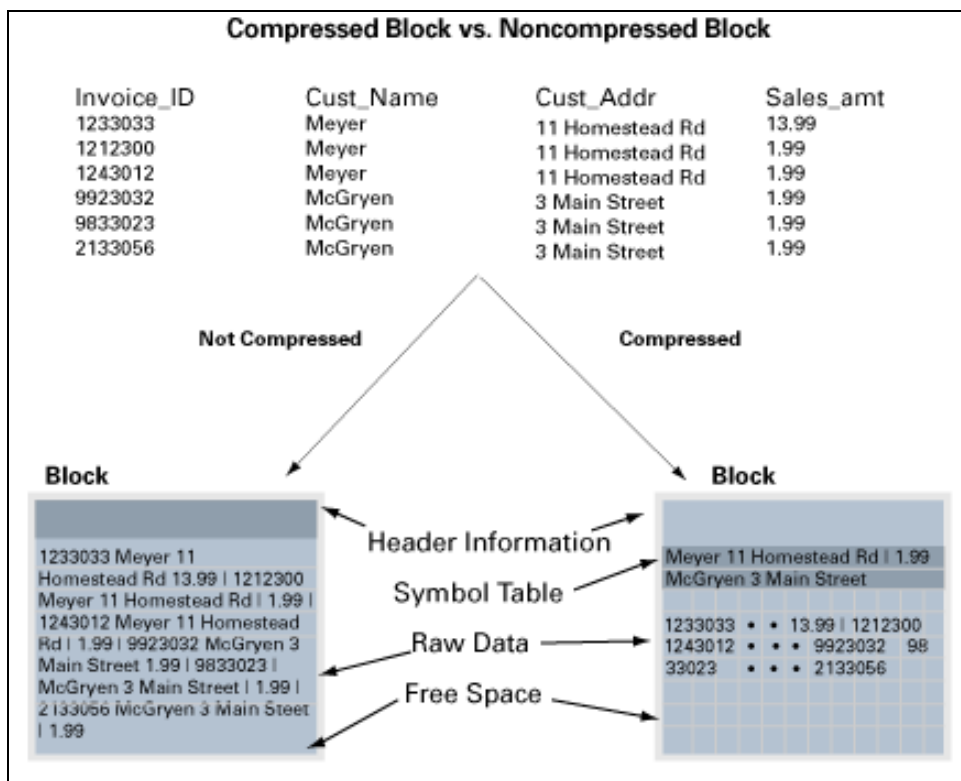 Compressed Block vs. Noncompressed Block
Invoice_ID Cust_Name Cust_Addr Sales_amt
1233033 Meyer 11 Homestead Rd 13.99
1212300 Meyer 11 Homestead Rd 1.99
1243012 Meyer 11 Homestead Rd 1.99
9923032 McGryen 3 Main Street 1.99
9833023 McGryen 3 Main Street 1.99
2133056 McGryen 3 Main Street 1.99
Not Compressed
Compressed
Block
1233033 Meyer 11
Homestead Rd 13.99 | 1212300
Meyer 11 Homestead Rd | 1.99 |
1243012 Meyer 11 Homestead
Rd | 1.99 | 9923032 McGryen 3
Main Street 1.99 | 9833023 |
McGryen 3 Main Street | 1.99 |
2133056 McGryen 3 Main Steet
| 1.99
Header Information
Symbol Table
Raw Data
Free Space
Block
Meyer 11 Homestead Rd | 1.99
McGryen 3 Main Street
1233033 • • 13.99 | 1212300
1243012 • • • 9923032 98
33023 • • • 2133056